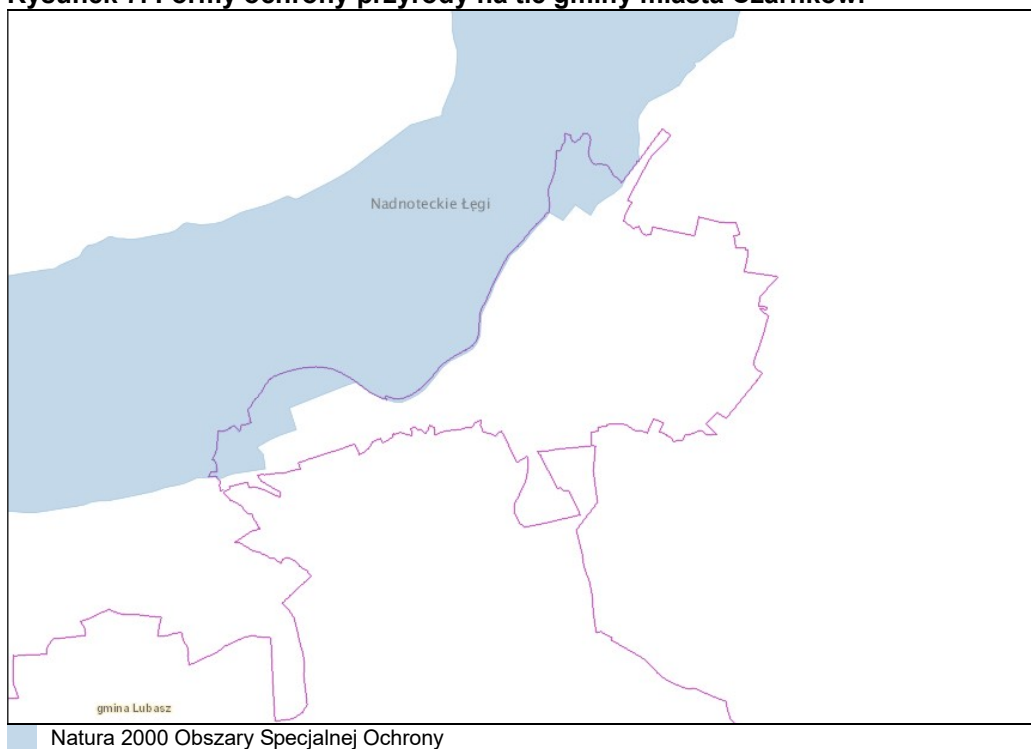 Nadnoteckie Łęgi
gmina Lubasz
Natura 2000 Obszary Specjalnej Ochrony